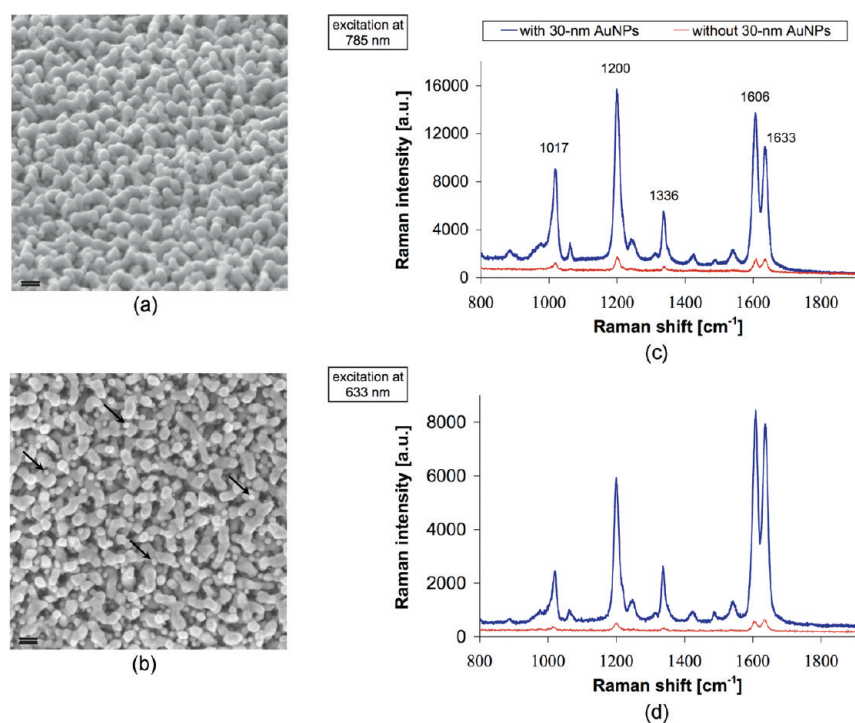 excitation at
785 nm
with 30-nm AuNPs
without 30-nm AuNPs
Raman intensity [a.u.]
16000
12000
8000
4000
0
1017
1200
1336
1606
1633
800
1000
1200
1400
1600
1800
Raman shift [cm⁻¹]
(a)
(c)
excitation at
633 nm
Raman intensity [a.u.]
8000
6000
4000
2000
0
800
1000
1200
1400
1600
1800
Raman shift [cm⁻¹]
(b)
(d)